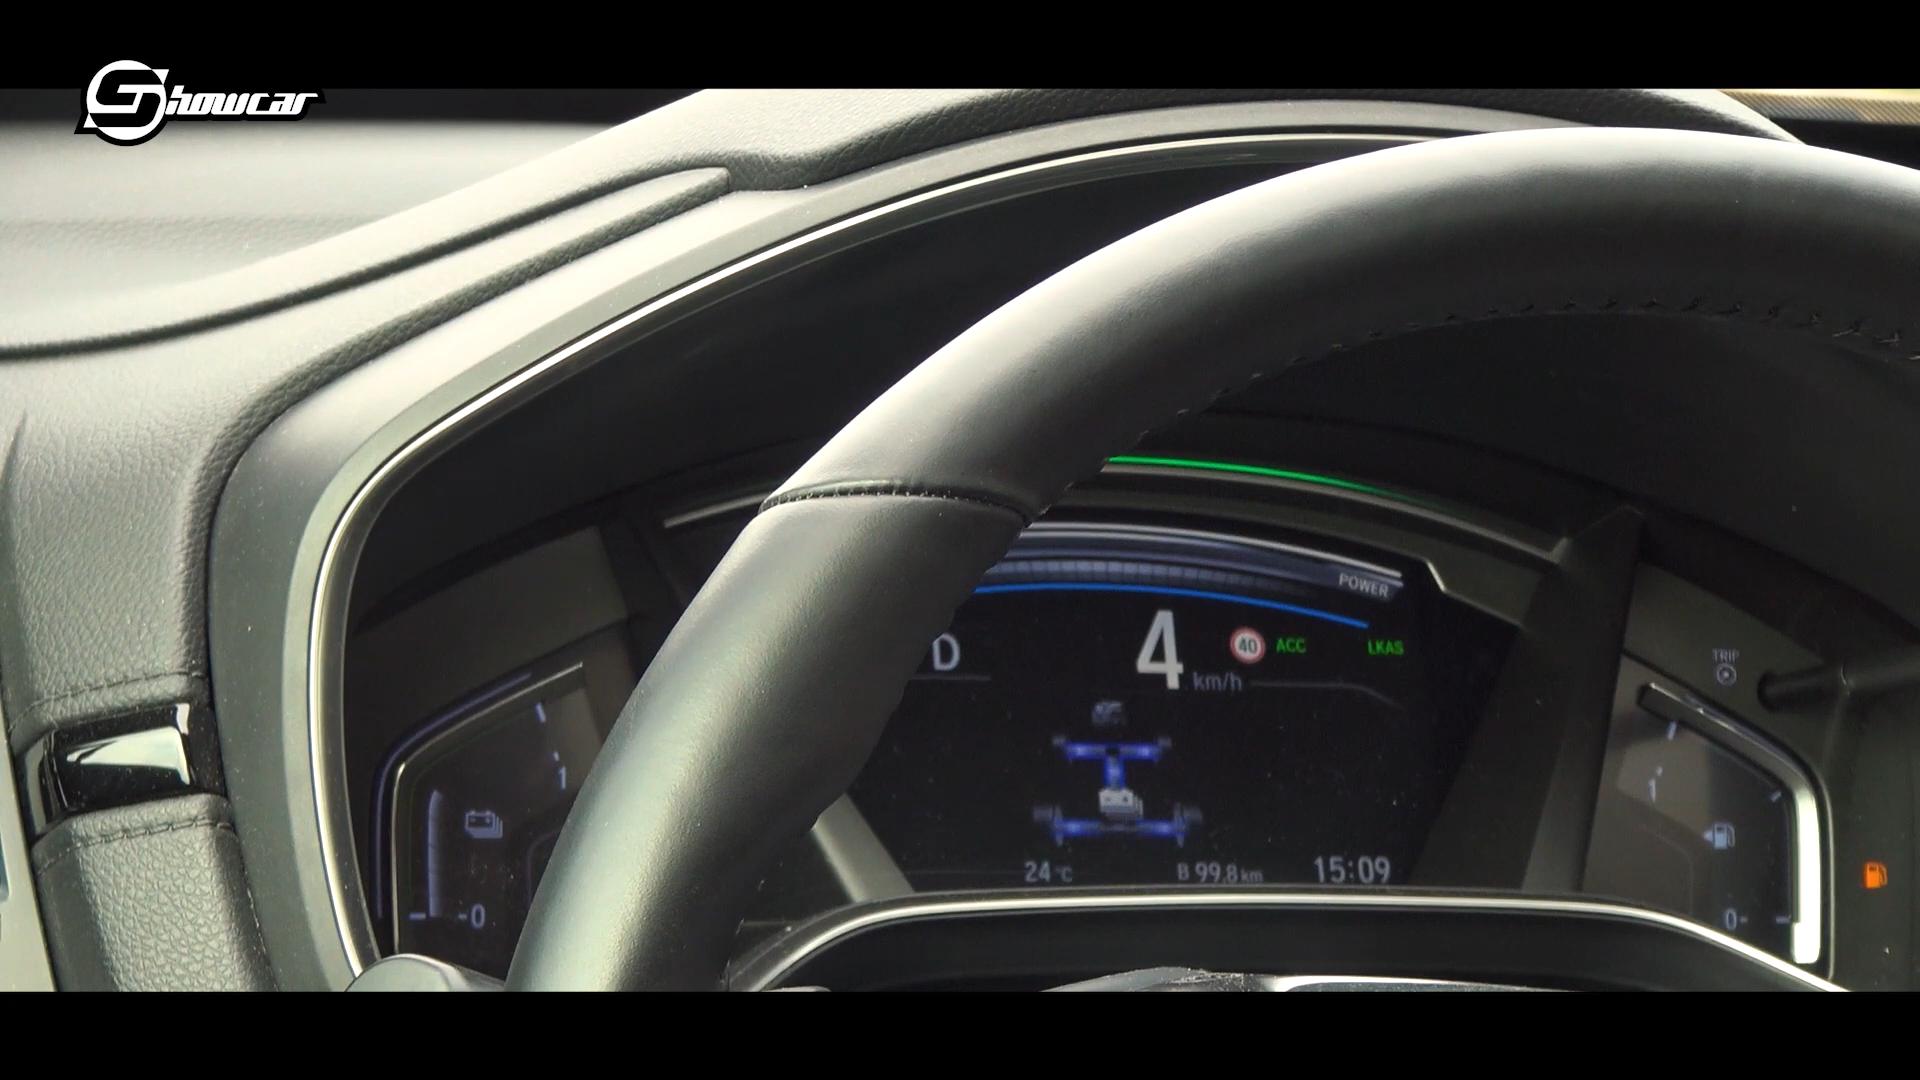 Showcar
POWER
D
4 km/h
40
ACC
LKAS
TRIP
1
1
0
0
24°C
B 99.8 km
15:09